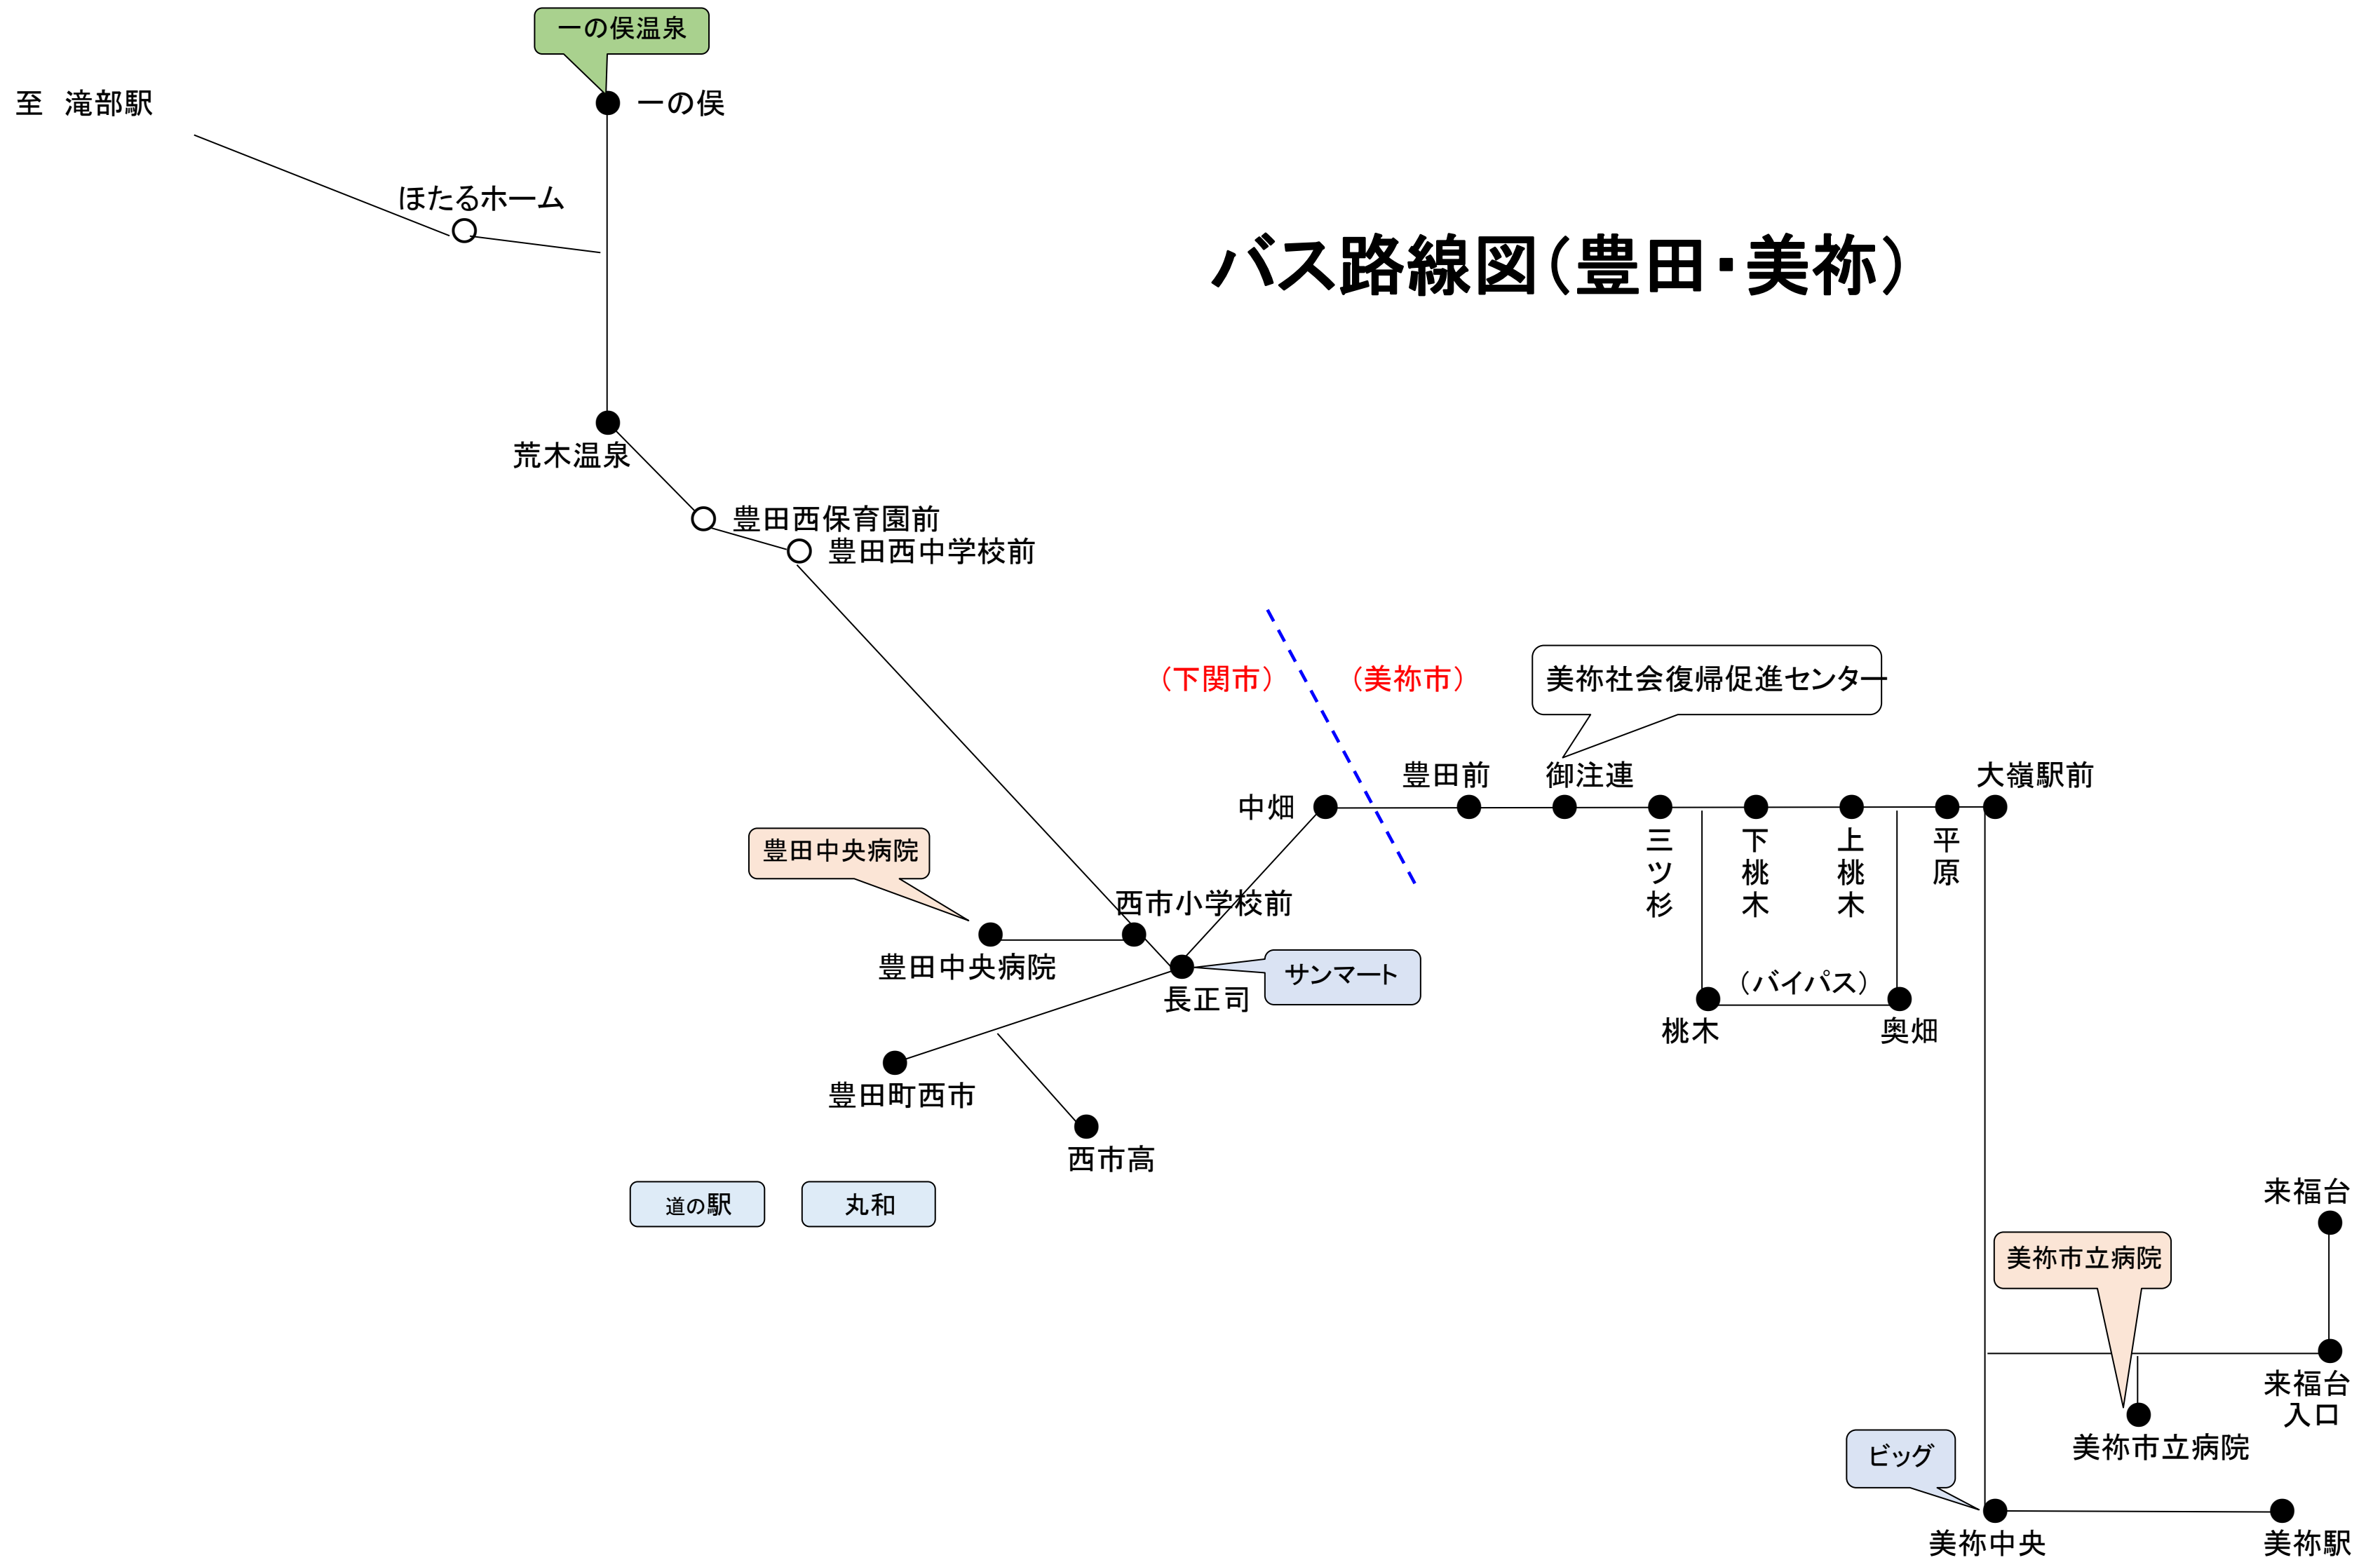 一の俣温泉
至　滝部駅
一の俣
ほたるホーム
バス路線図（豊田・美祢）
荒木温泉
豊田西保育園前
豊田西中学校前
（下関市）
（美祢市）
美祢社会復帰促進センター
豊田前
御注連
大嶺駅前
中畑
三ツ杉
下桃木
上桃木
平原
豊田中央病院
西市小学校前
豊田中央病院
サンマート
長正司
（バイパス）
桃木
奥畑
豊田町西市
西市高
道の駅
丸和
来福台
美祢市立病院
来福台
入口
美祢市立病院
ビッグ
美祢中央
美祢駅